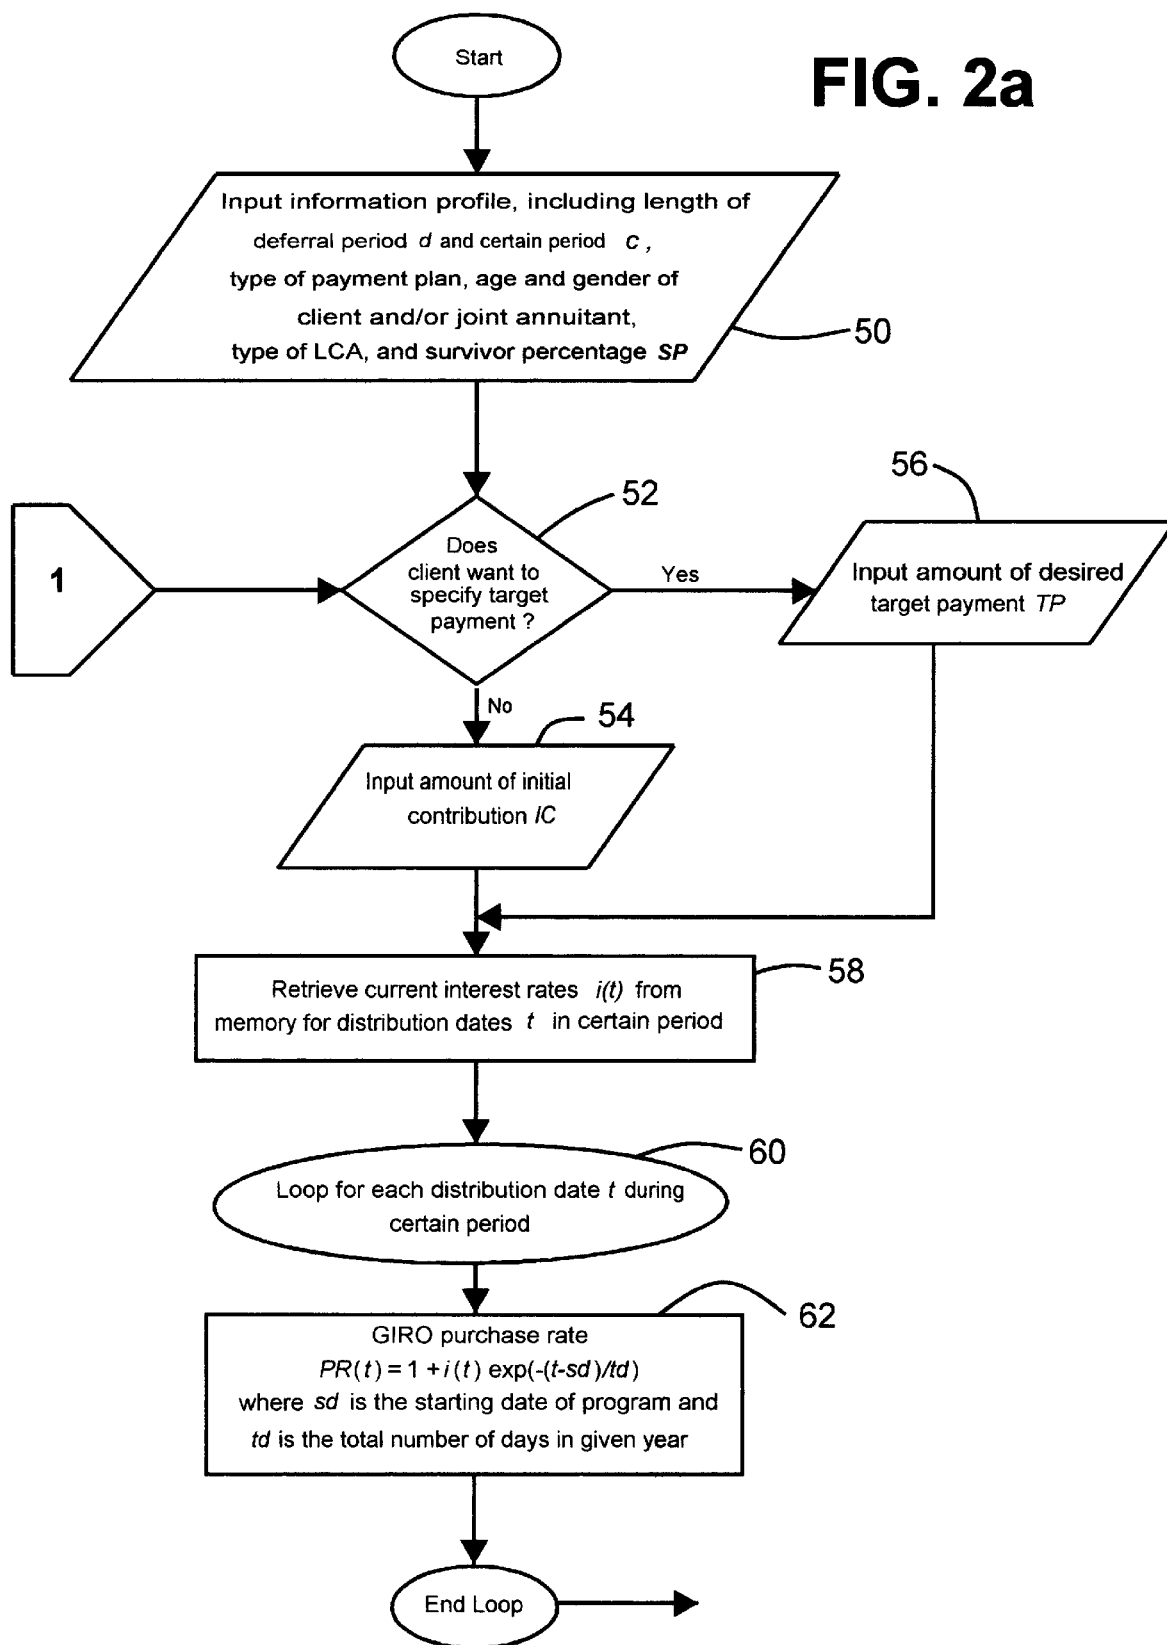 Start
FIG. 2a
Input information profile, including length of
deferral period d and certain period c,
type of payment plan, age and gender of
client and/or joint annuitant,
type of LCA, and survivor percentage SP
50
56
52
1
Does
client want to
specify target
payment ?
Yes
Input amount of desired
target payment TP
No
54
Input amount of initial
contribution IC
58
Retrieve current interest rates i(t) from
memory for distribution dates t in certain period
60
Loop for each distribution date t during
certain period
62
GIRO purchase rate
PR(t) = 1 + i(t) exp(-(t-sd)/td)
where sd is the starting date of program and
td is the total number of days in given year
End Loop